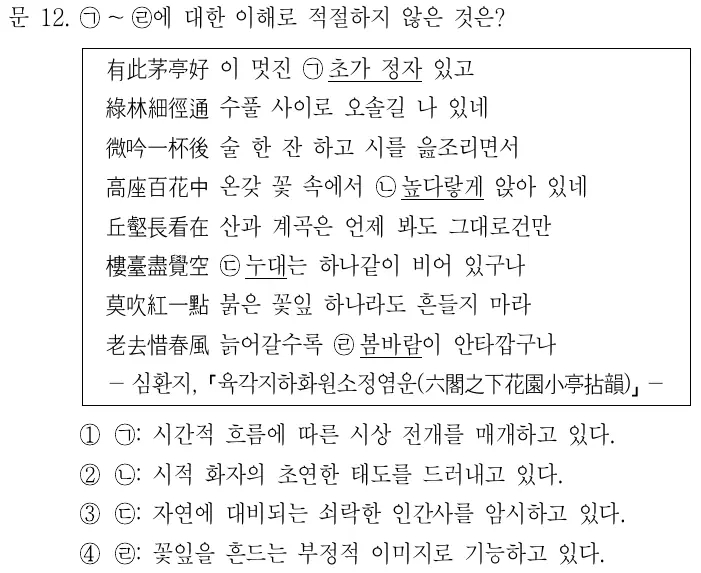 문 12. ㉠ ~ ㉣에 대한 이해로 적절하지 않은 것은?
有此茅亭好 이 멋진 ㉠ 초가 정자 있고
綠林細徑通 수풀 사이로 오솔길 나 있네
微吟一杯後 술 한 잔 하고 시를 읊조리면서
高座百花中 온갖 꽃 속에서 ㉡ 높다랗게 앉아 있네
丘壑長看在 산과 계곡은 언제 봐도 그대로건만
樓臺盡覺空 ㉢ 누대는 하나같이 비어 있구나
莫吹紅一點 붉은 꽃잎 하나라도 흔들지 마라
老去惜春風 늙어갈수록 ㉣ 봄바람이 안타깝구나
- 심환지, 「육각지하화원소정염운(六閣之下花園小亭拈韻)」 -
① ㉠: 시간적 흐름에 따른 시상 전개를 매개하고 있다.
② ㉡: 시적 화자의 초연한 태도를 드러내고 있다.
③ ㉢: 자연에 대비되는 쇠락한 인간사를 암시하고 있다.
④ ㉣: 꽃잎을 흔드는 부정적 이미지로 기능하고 있다.